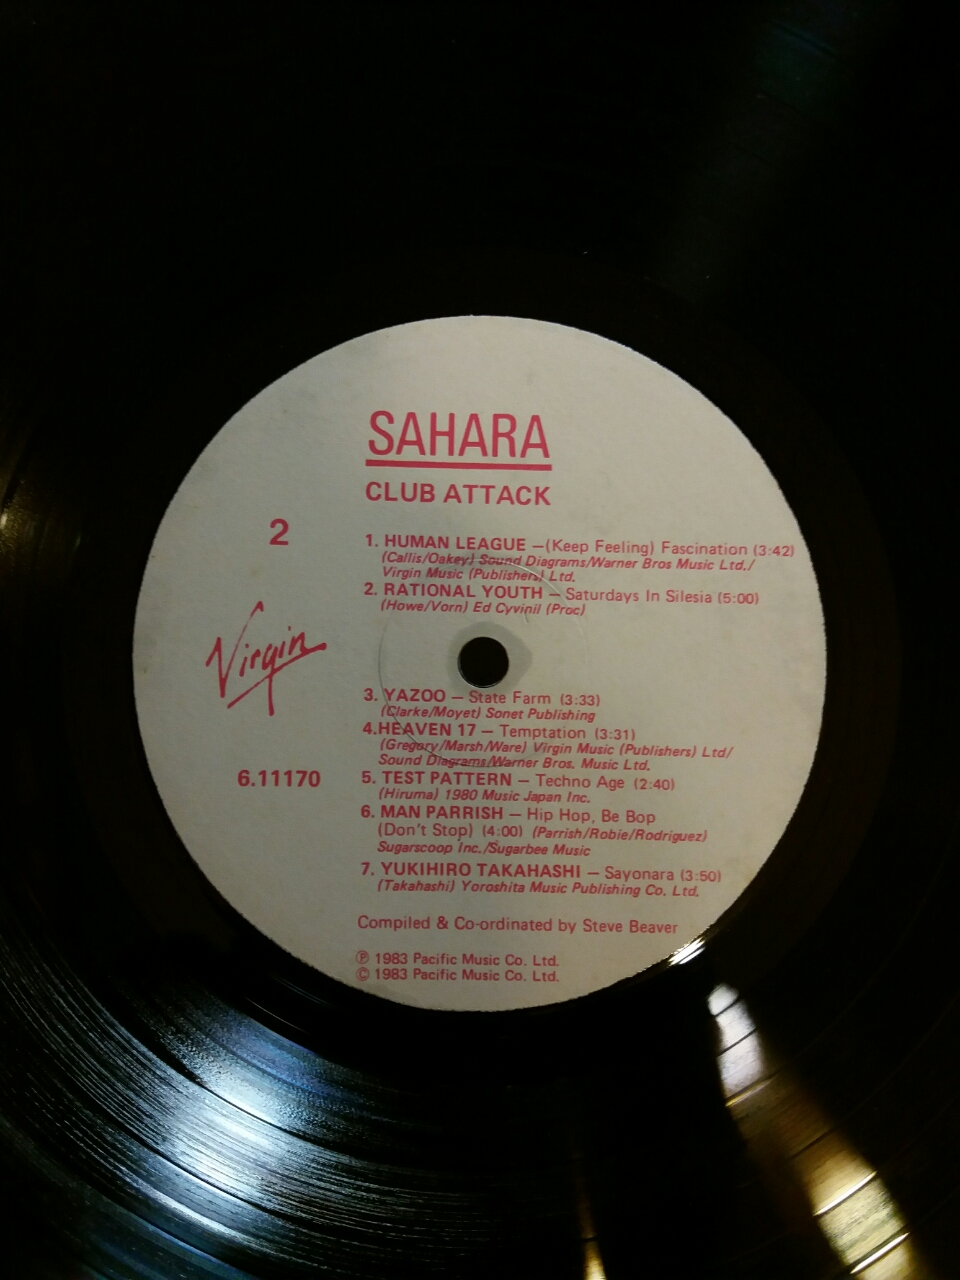 SAHARA
CLUB ATTACK
2
1. HUMAN LEAGUE – (Keep Feeling) Fascination (3:42)
(Callis/Oakey) Sound Diagrams/Warner Bros Music Ltd./
Virgin Music (Publishers) Ltd.
2. RATIONAL YOUTH – Saturdays In Silesia (5:00)
(Howe/Vorn) Ed Cyvinil (Proc)
Virgin
3. YAZOO – State Farm (3:33)
(Clarke/Moyet) Sonet Publishing
4.HEAVEN 17 – Temptation (3:31)
(Gregory/Marsh/Ware) Virgin Music (Publishers) Ltd/
Sound Diagrams/Warner Bros. Music Ltd.
6.11170
5. TEST PATTERN – Techno Age (2:40)
(Hiruma) 1980 Music Japan Inc.
6. MAN PARRISH – Hip Hop, Be Bop
(Don't Stop) (4:00) (Parrish/Robie/Rodriguez)
Sugarscoop Inc./Sugarbee Music
7. YUKIHIRO TAKAHASHI – Sayonara (3:50)
(Takahashi) Yoroshita Music Publishing Co. Ltd.
Compiled & Co-ordinated by Steve Beaver
℗ 1983 Pacific Music Co. Ltd.
© 1983 Pacific Music Co. Ltd.